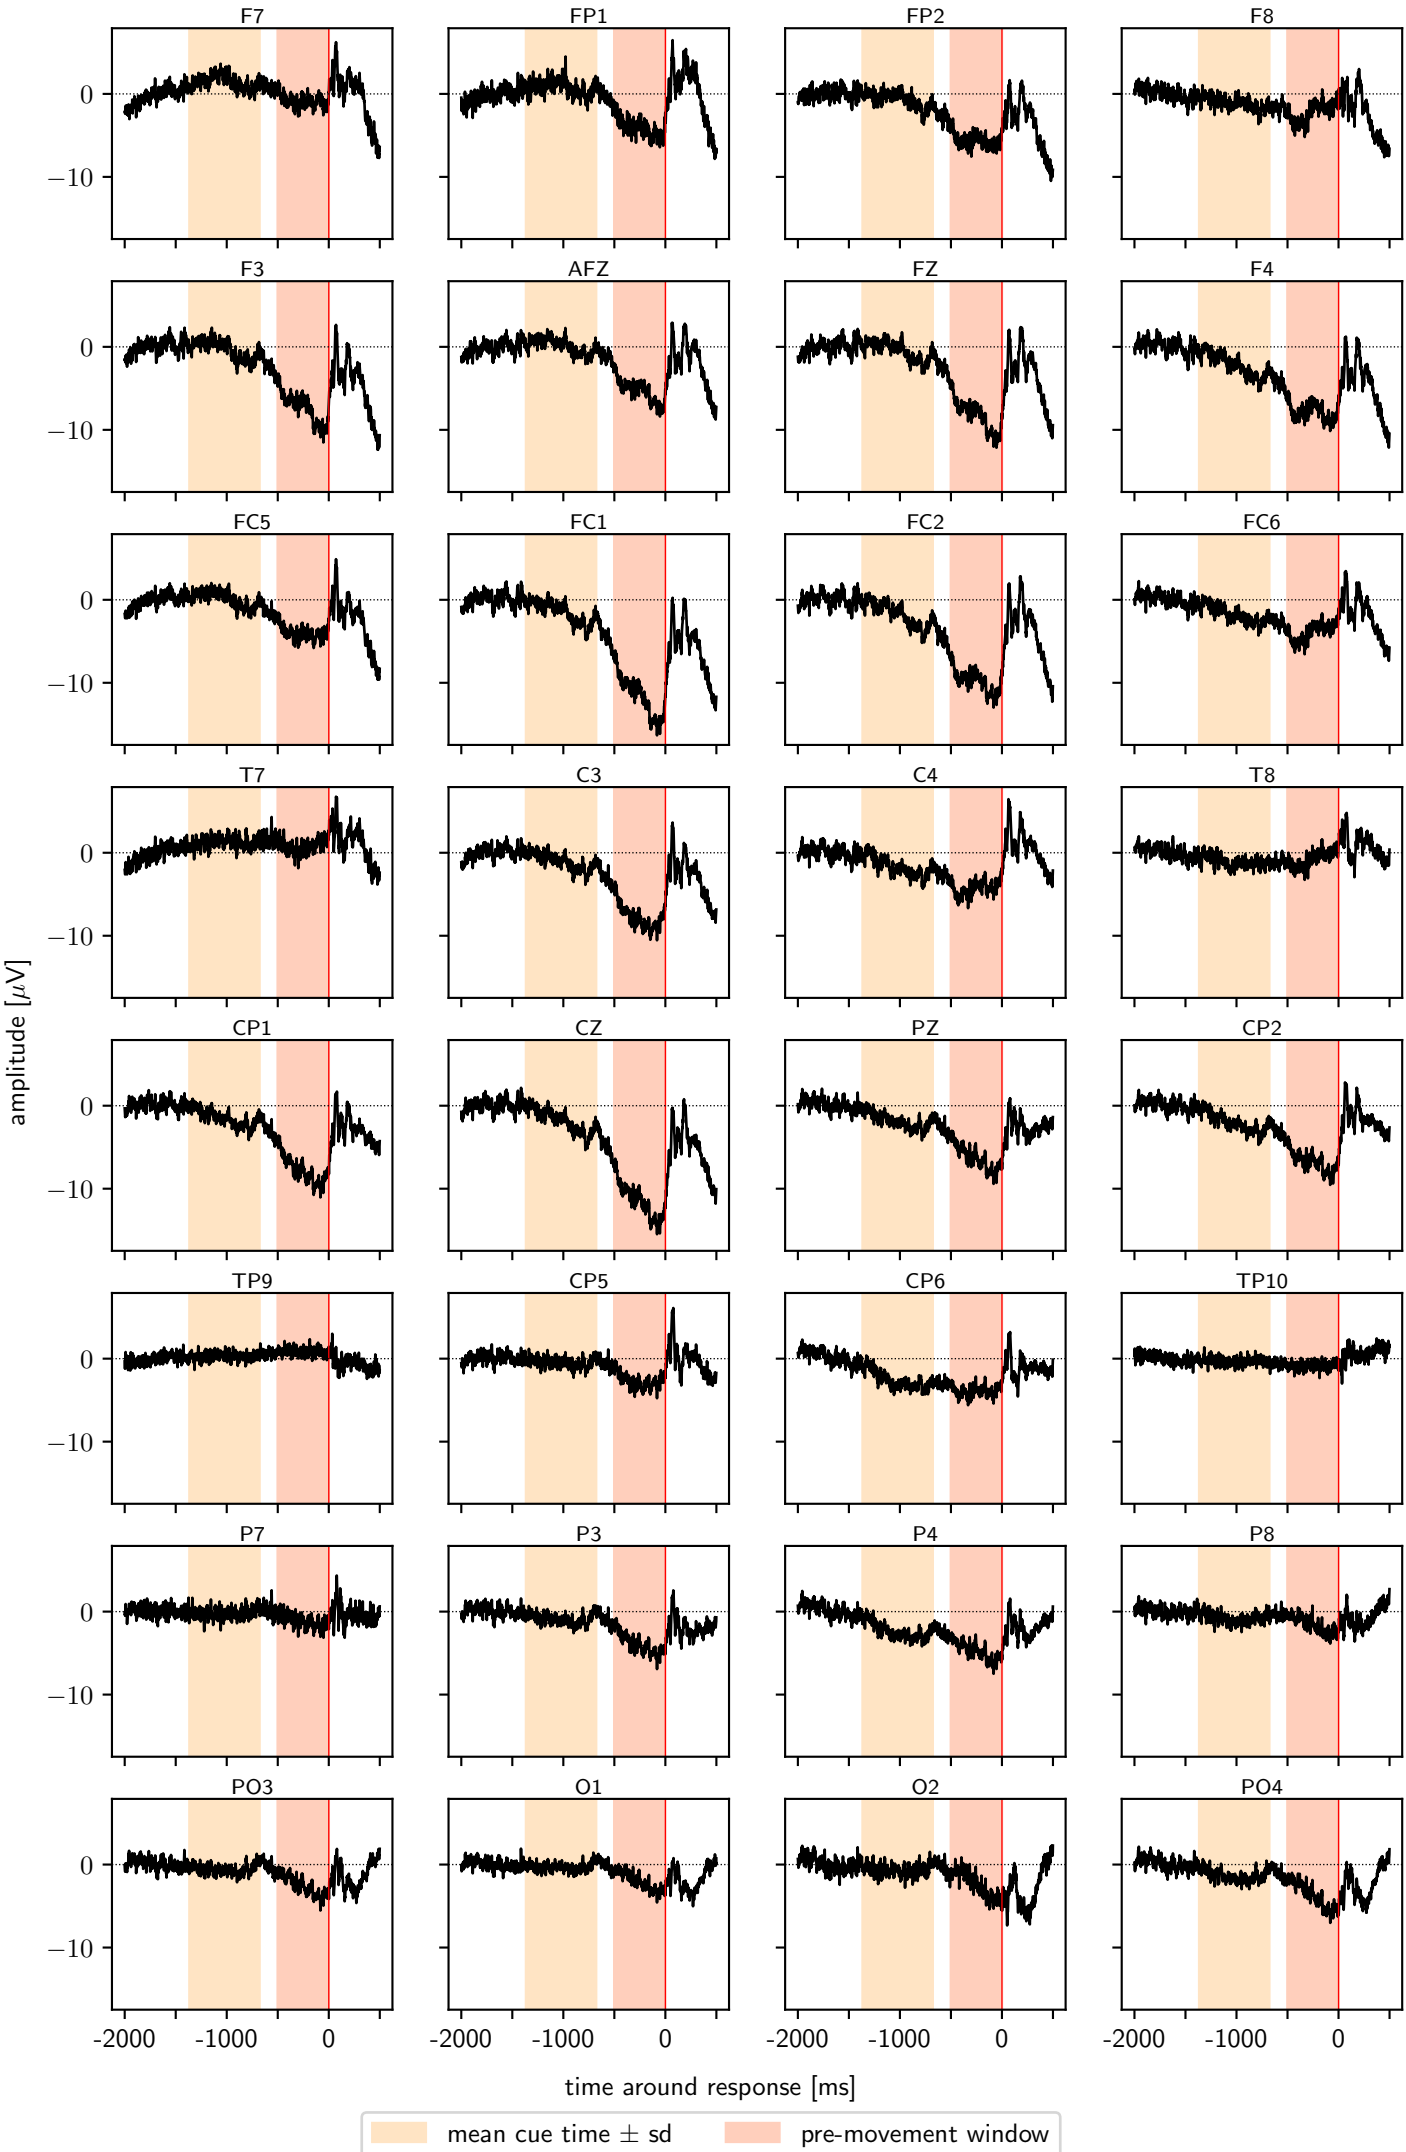 F7 FP1 FP2 F8
0
−10
F3 AFZ FZ F4
0
−10
FC5 FC1 FC2 FC6
0
−10
T7 C3 C4 T8
0
−10
amplitude [μV]
CP1 CZ PZ CP2
0
−10
TP9 CP5 CP6 TP10
0
−10
P7 P3 P4 P8
0
−10
PO3 O1 O2 PO4
0
−10
-2000 -1000 0 -2000 -1000 0 -2000 -1000 0 -2000 -1000 0
time around response [ms]
mean cue time ± sd pre-movement window